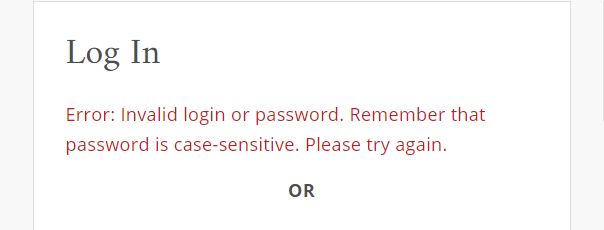 Log In
Error: Invalid login or password. Remember that
password is case-sensitive. Please try again.
OR